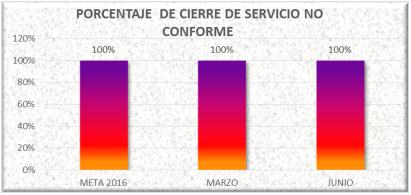 PORCENTAJE  DE CIERRE DE SERVICIO NO
CONFORME
120%
100%
80%
60%
40%
20%
0%
100%
100%
100%
META 2016
MARZO
JUNIO